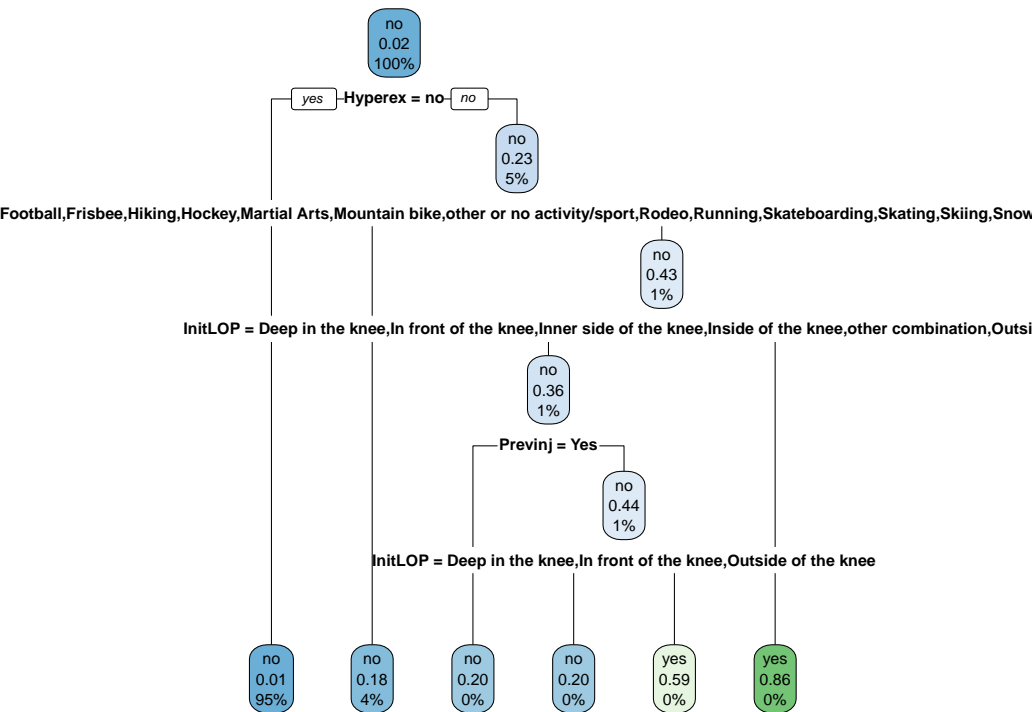 no
0.02
100%
yes Hyperex = no no
no
0.23
5%
Football,Frisbee,Hiking,Hockey,Martial Arts,Mountain bike,other or no activity/sport,Rodeo,Running,Skateboarding,Skating,Skiing,Snow
no
0.43
1%
InitLOP = Deep in the knee,In front of the knee,Inner side of the knee,Inside of the knee,other combination,Outsi
no
0.36
1%
Previnj = Yes
no
0.44
1%
InitLOP = Deep in the knee,In front of the knee,Outside of the knee
no no no no yes yes
0.01 0.18 0.20 0.20 0.59 0.86
95% 4% 0% 0% 0% 0%